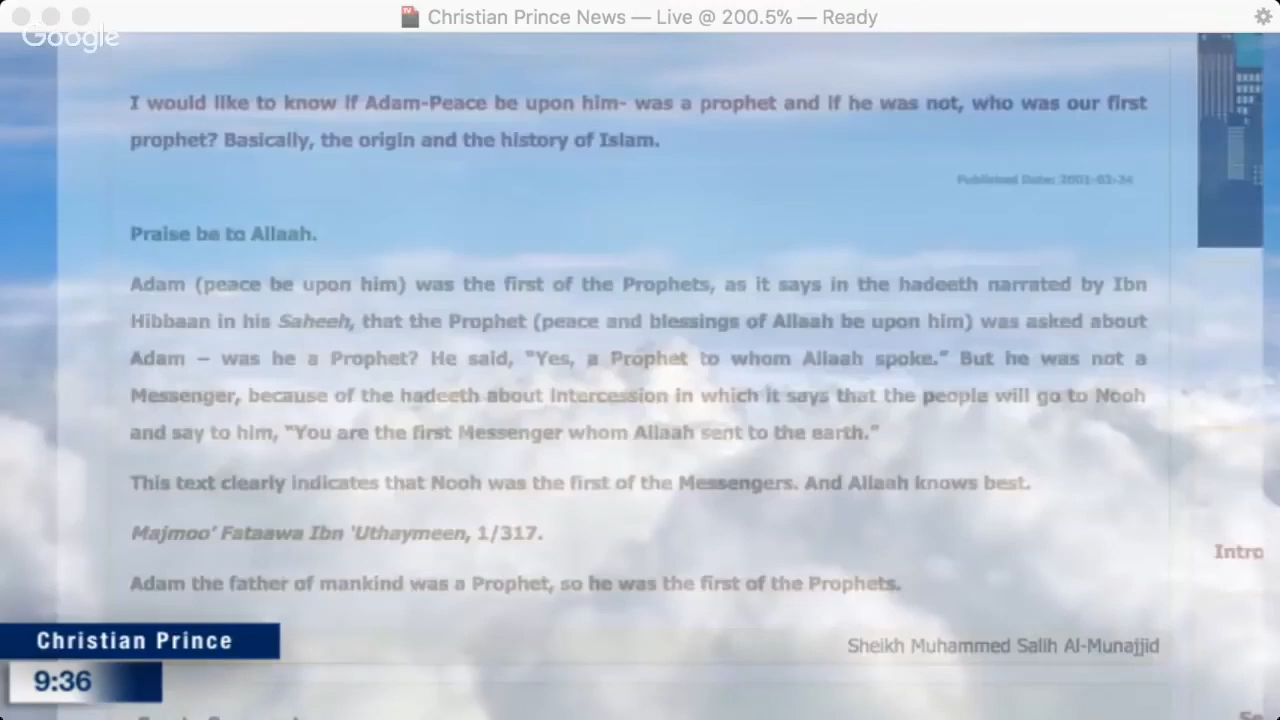 Christian Prince News — Live @ 200.5% — Ready
Google
I would like to know if Adam-Peace be upon him- was a prophet and if he was not, who was our first
prophet? Basically, the origin and the history of Islam.
Published Date:
Praise be to Allaah.
Adam (peace be upon him) was the first of the Prophets, as it says in the hadeeth narrated by Ibn
Hibbaan in his Saheeh, that the Prophet (peace and blessings of Allaah be upon him) was asked about
Adam – was he a Prophet? He said, "Yes, a Prophet to whom Allaah spoke." But he was not a
Messenger, because of the hadeeth about intercession in which it says that the people will go to Nooh
and say to him, "You are the first Messenger whom Allaah sent to the earth."
This text clearly indicates that Nooh was the first of the Messengers. And Allaah knows best.
Majmoo' Fataawa Ibn 'Uthaymeen, 1/317.
Intro
Adam the father of mankind was a Prophet, so he was the first of the Prophets.
Christian Prince
Sheikh Muhammed Salih Al-Munajjid
9:36